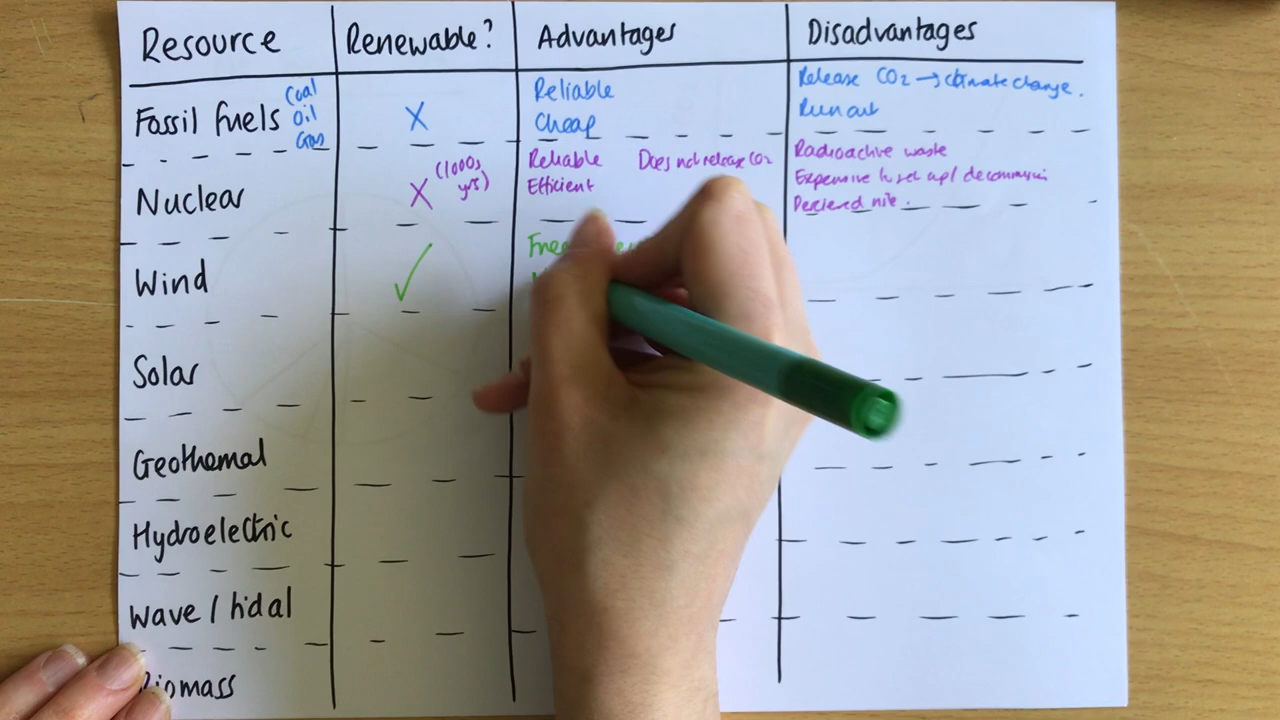 Resource Renewable? Advantages Disadvantages
Fossil fuels Coal
Oil
Gas
X
Reliable
Cheap
Release CO2 → climate change.
Run out
Nuclear
X (1000s
yrs)
Reliable Does not release CO2
Efficient
Radioactive waste
Expensive to set up/
Wind
✓
Free
Solar
Geothermal
Hydroelectric
Wave / tidal
Biomass